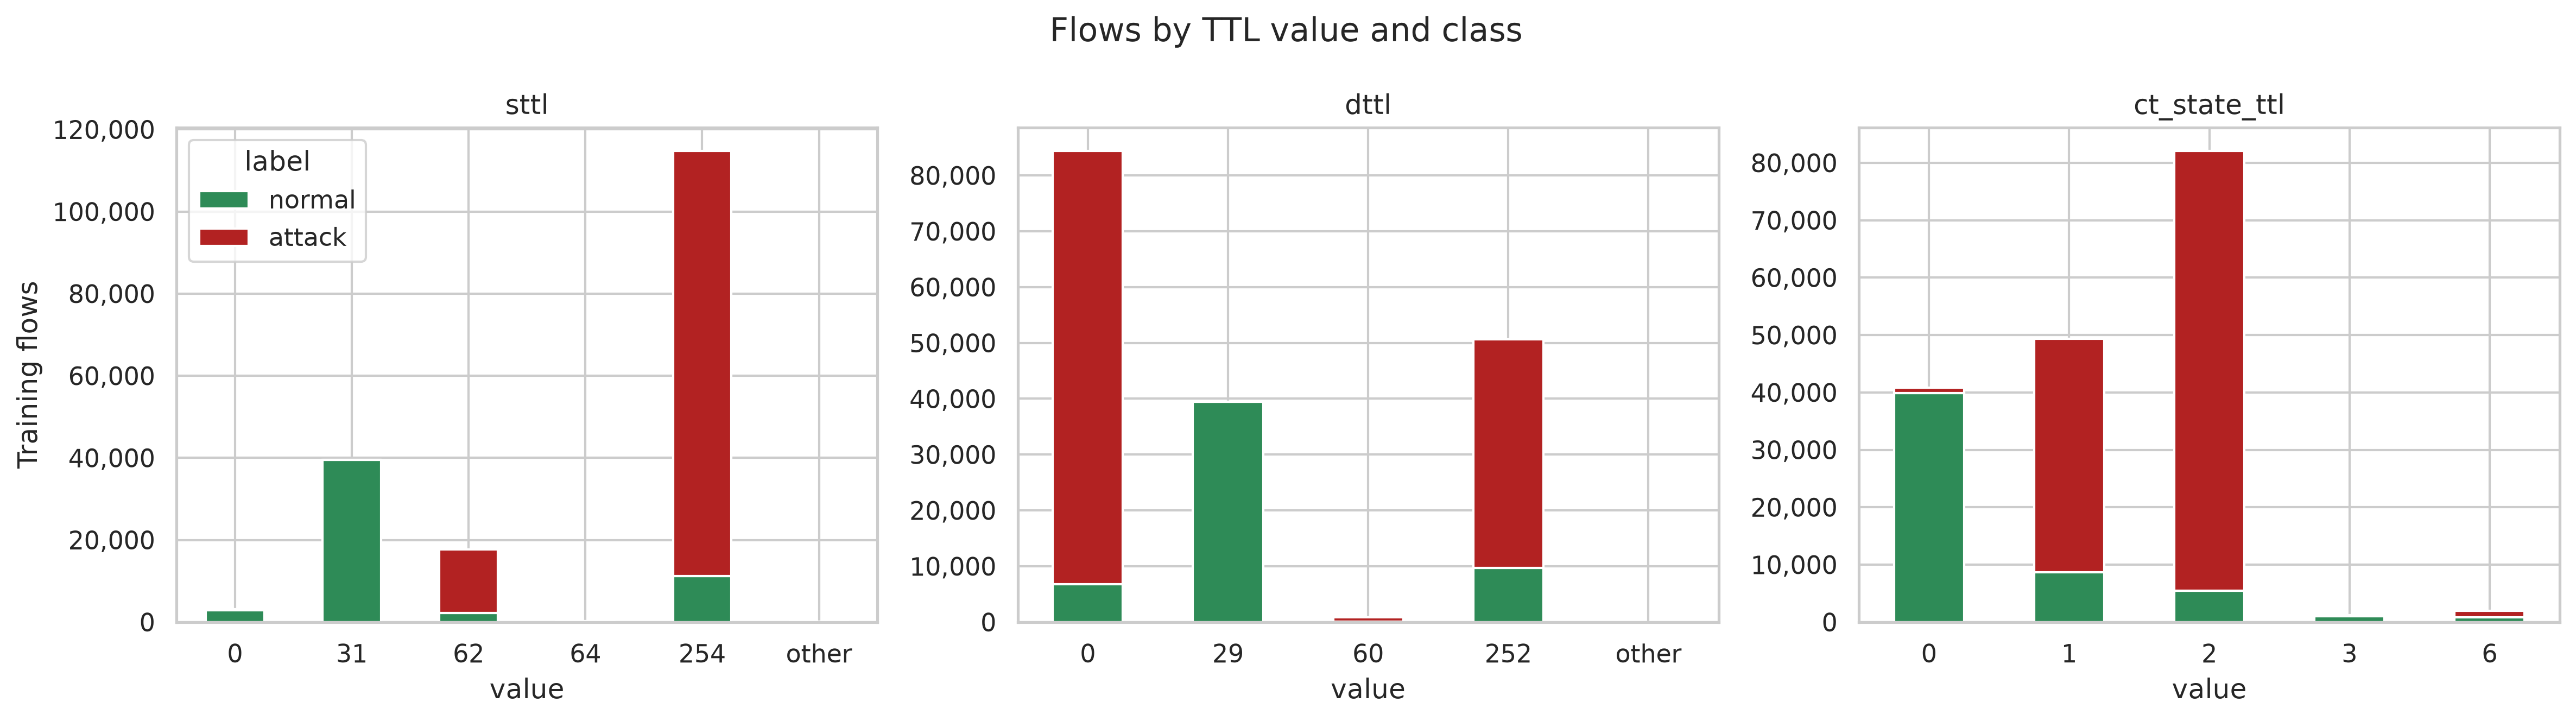 Flows by TTL value and class
sttl
120,000
100,000
80,000
60,000
40,000
20,000
0
Training flows
label
normal
attack
0 31 62 64 254 other
value
dttl
80,000
70,000
60,000
50,000
40,000
30,000
20,000
10,000
0
0 29 60 252 other
value
ct_state_ttl
80,000
70,000
60,000
50,000
40,000
30,000
20,000
10,000
0
0 1 2 3 6
value